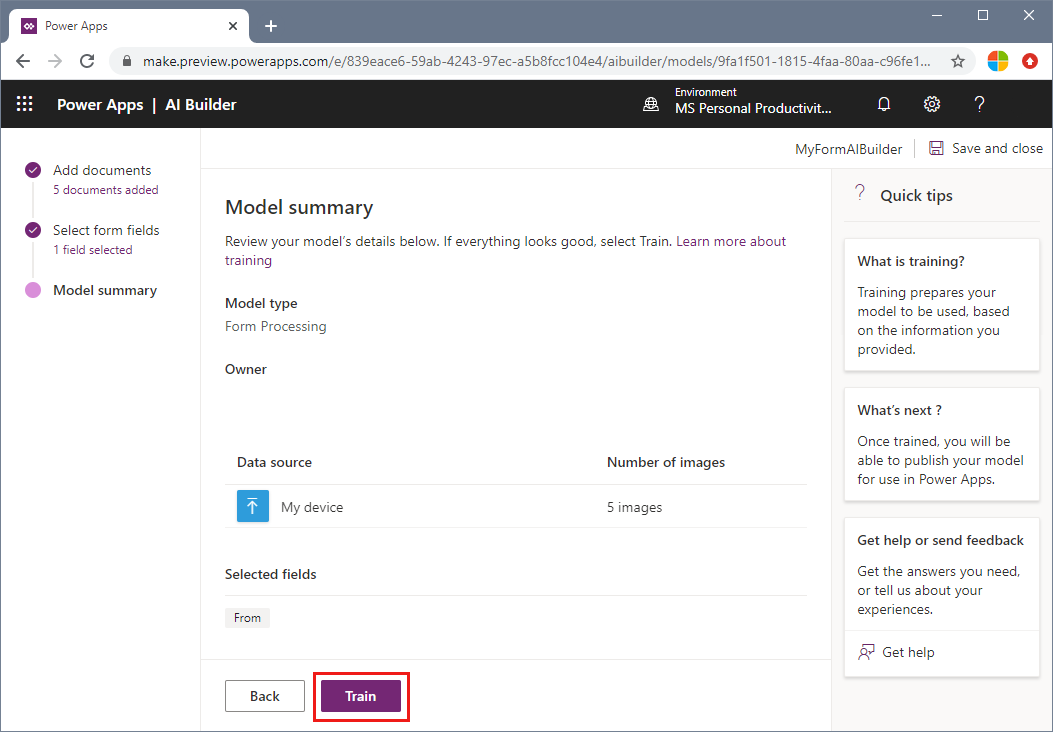 Power Apps
make.preview.powerapps.com/e/839eace6-59ab-4243-97ec-a5b8fcc104e4/aibuilder/models/9fa1f501-1815-4faa-80aa-c96fe1...
Power Apps | AI Builder
Environment
MS Personal Productivit...
?
MyFormAIBuilder
Save and close
Add documents
5 documents added
Select form fields
1 field selected
Model summary
Model summary
Review your model's details below. If everything looks good, select Train. Learn more about
training
Model type
Form Processing
Owner
Data source
Number of images
My device
5 images
Selected fields
From
Back
Train
? Quick tips
What is training?
Training prepares your
model to be used, based
on the information you
provided.
What's next ?
Once trained, you will be
able to publish your model
for use in Power Apps.
Get help or send feedback
Get the answers you need,
or tell us about your
experiences.
Get help